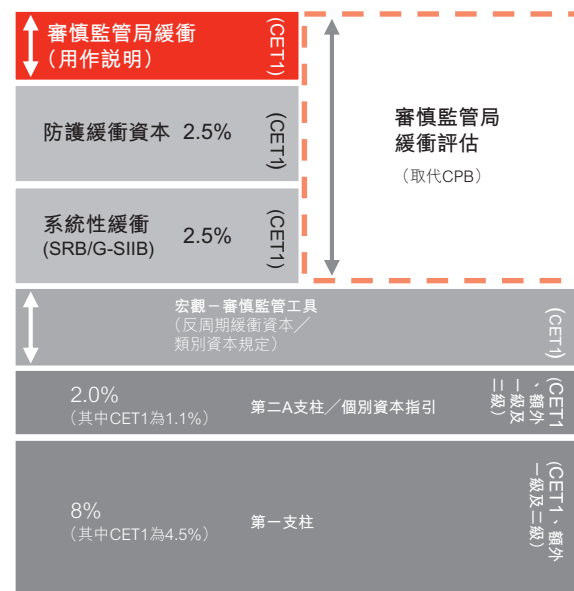 審慎監管局緩衝
（用作說明）
(CET1)
防護緩衝資本 2.5%
(CET1)
系統性緩衝
(SRB/G-SIIB)
2.5%
(CET1)
審慎監管局
緩衝評估
（取代CPB）
宏觀－審慎監管工具
（反周期緩衝資本／
類別資本規定）
(CET1)
2.0%
（其中CET1為1.1%）
第二A支柱／個別資本指引
(CET1
、額外
一級及
二級)
8%
（其中CET1為4.5%）
第一支柱
(CET1、額外
一級及二級)